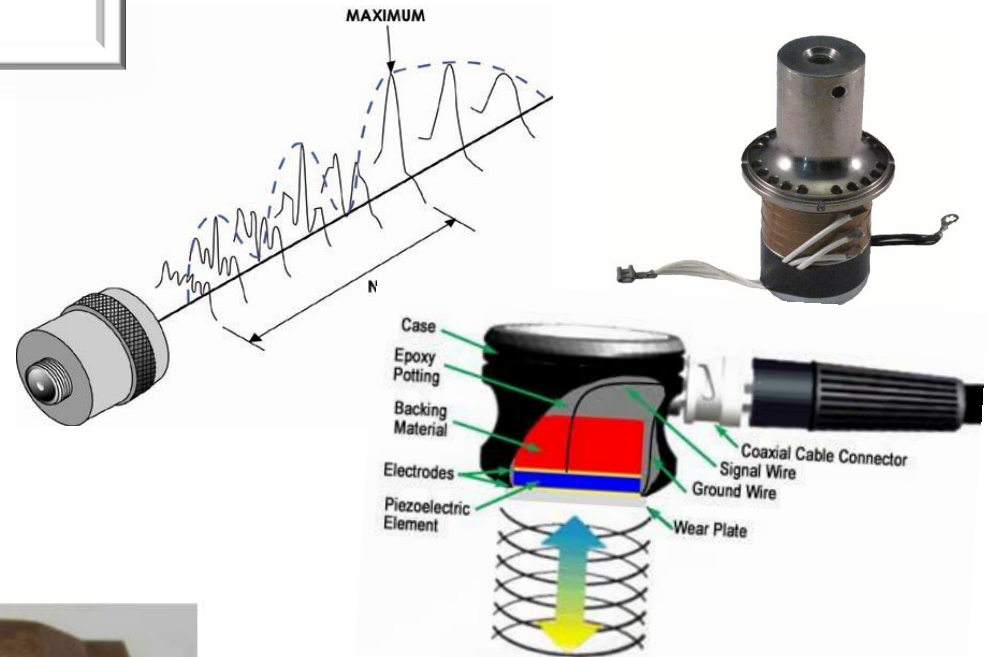 MAXIMUM
N
Case
Epoxy
Potting
Backing
Material
Electrodes
Piezoelectric
Element
Coaxial Cable Connector
Signal Wire
Ground Wire
Wear Plate